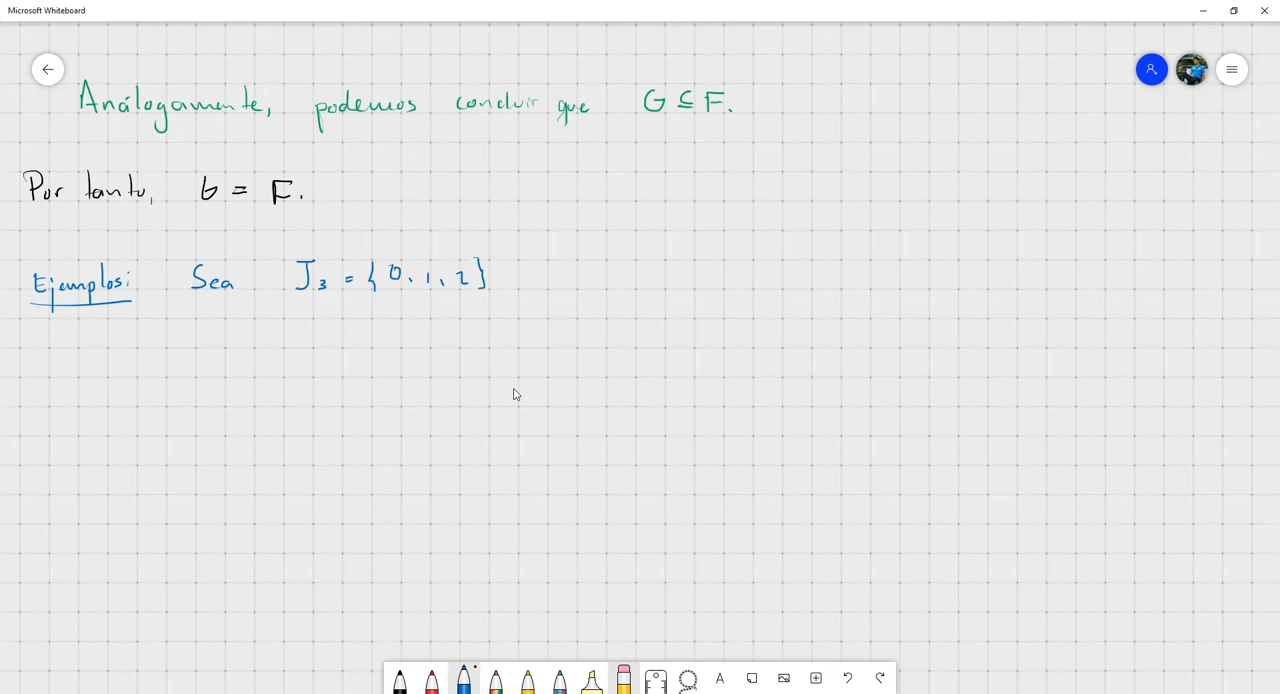 Microsoft Whiteboard
Análogamente, podemos concluir que G ⊆ F.
Por tanto, G = F.
Ejemplos: Sea J₃ = {0, 1, 2}
A